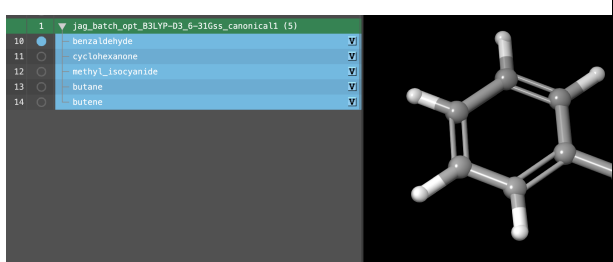 1 jag_batch_opt_B3LYP-D3_6-31Gss_canonical1 (5)
10 benzaldehyde V
11 cyclohexanone V
12 methyl_isocyanide V
13 butane V
14 butene V